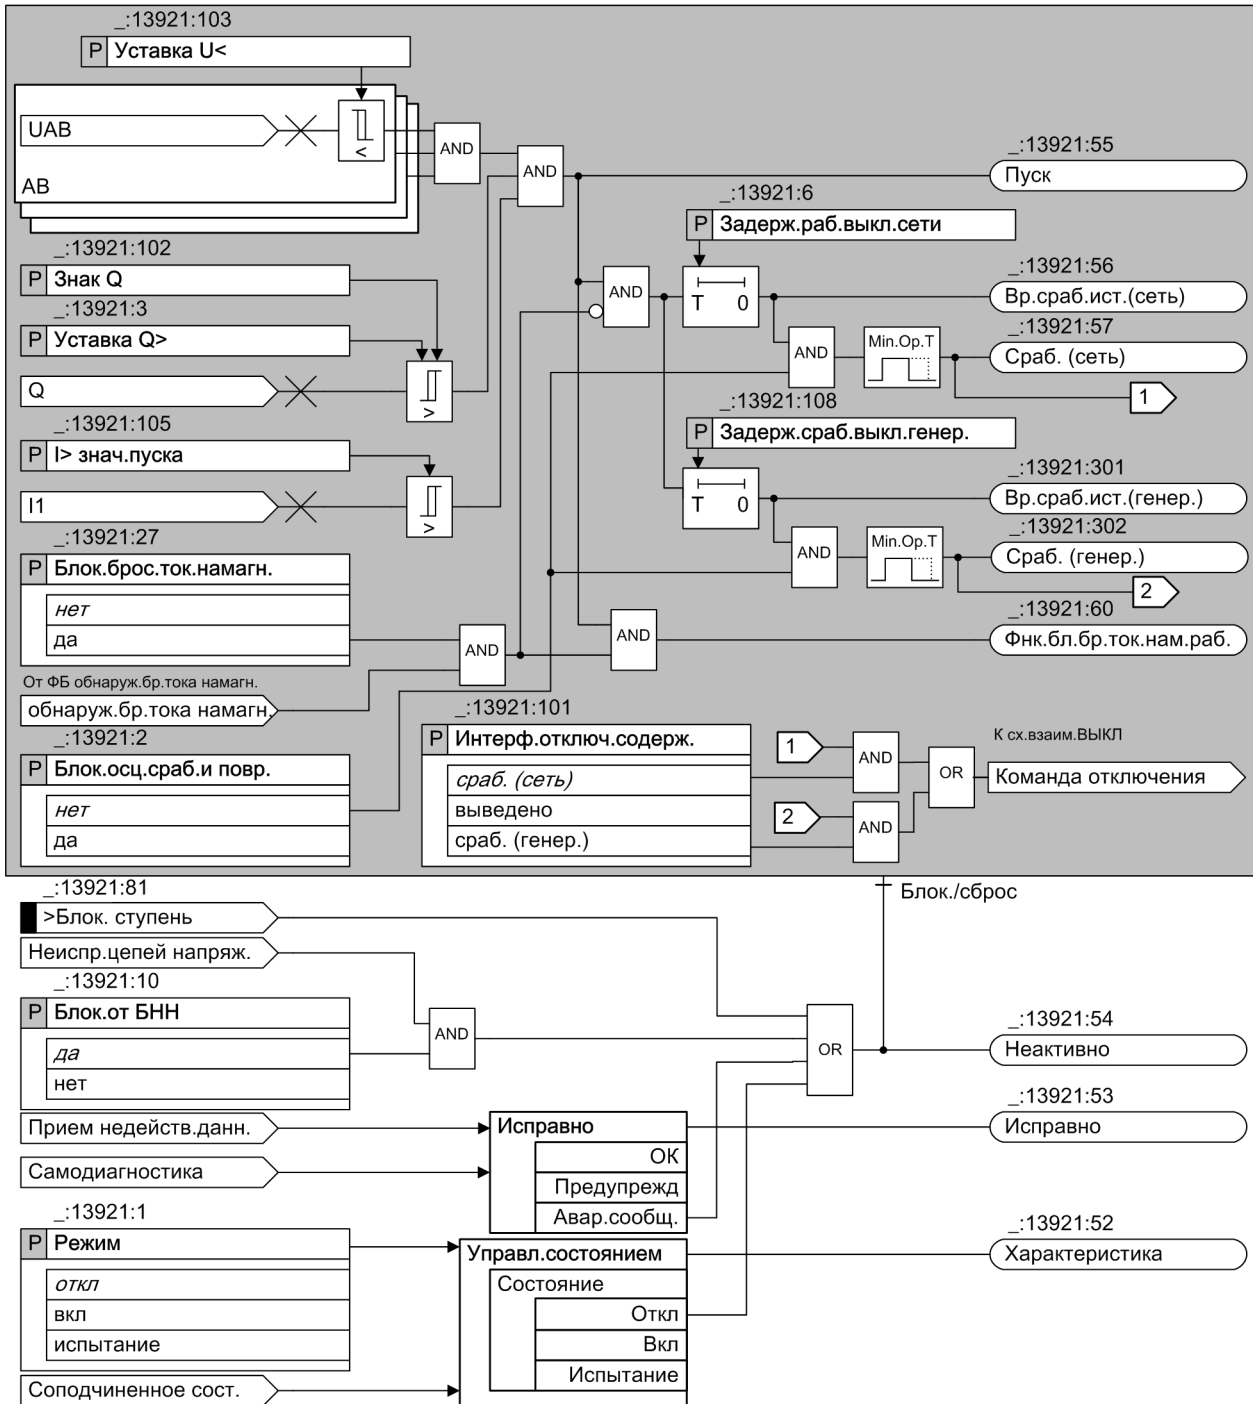 _:13921:103
P Уставка U<
UAB
<
AND
AB
AND
_:13921:55
Пуск
_:13921:6
P Задерж.раб.выкл.сети
_:13921:102
P Знак Q
_:13921:3
P Уставка Q>
AND
T 0
_:13921:56
Вр.сраб.ист.(сеть)
_:13921:57
AND
Min.Op.T
Сраб. (сеть)
1
Q
>
_:13921:105
P I> знач.пуска
_:13921:108
P Задерж.сраб.выкл.генер.
I1
>
T 0
_:13921:301
Вр.сраб.ист.(генер.)
_:13921:302
AND
Min.Op.T
Сраб. (генер.)
2
_:13921:27
P Блок.брос.ток.намагн.
нет
да
AND
AND
_:13921:60
Фнк.бл.бр.ток.нам.раб.
От ФБ обнаруж.бр.тока намагн.
обнаруж.бр.тока намагн.
_:13921:2
P Блок.осц.сраб.и повр.
нет
да
_:13921:101
P Интерф.отключ.содерж.
сраб. (сеть)
выведено
сраб. (генер.)
1
AND
2
AND
OR
К сх.взаим.ВЫКЛ
Команда отключения
_:13921:81
>Блок. ступень
Блок./сброс
Неиспр.цепей напряж.
_:13921:10
P Блок.от БНН
да
нет
AND
OR
_:13921:54
Неактивно
Прием недейств.данн.
Самодиагностика
Исправно
ОК
Предупрежд
Авар.сообщ.
_:13921:53
Исправно
_:13921:1
P Режим
откл
вкл
испытание
Соподчиненное сост.
Управл.состоянием
Состояние
Откл
Вкл
Испытание
_:13921:52
Характеристика